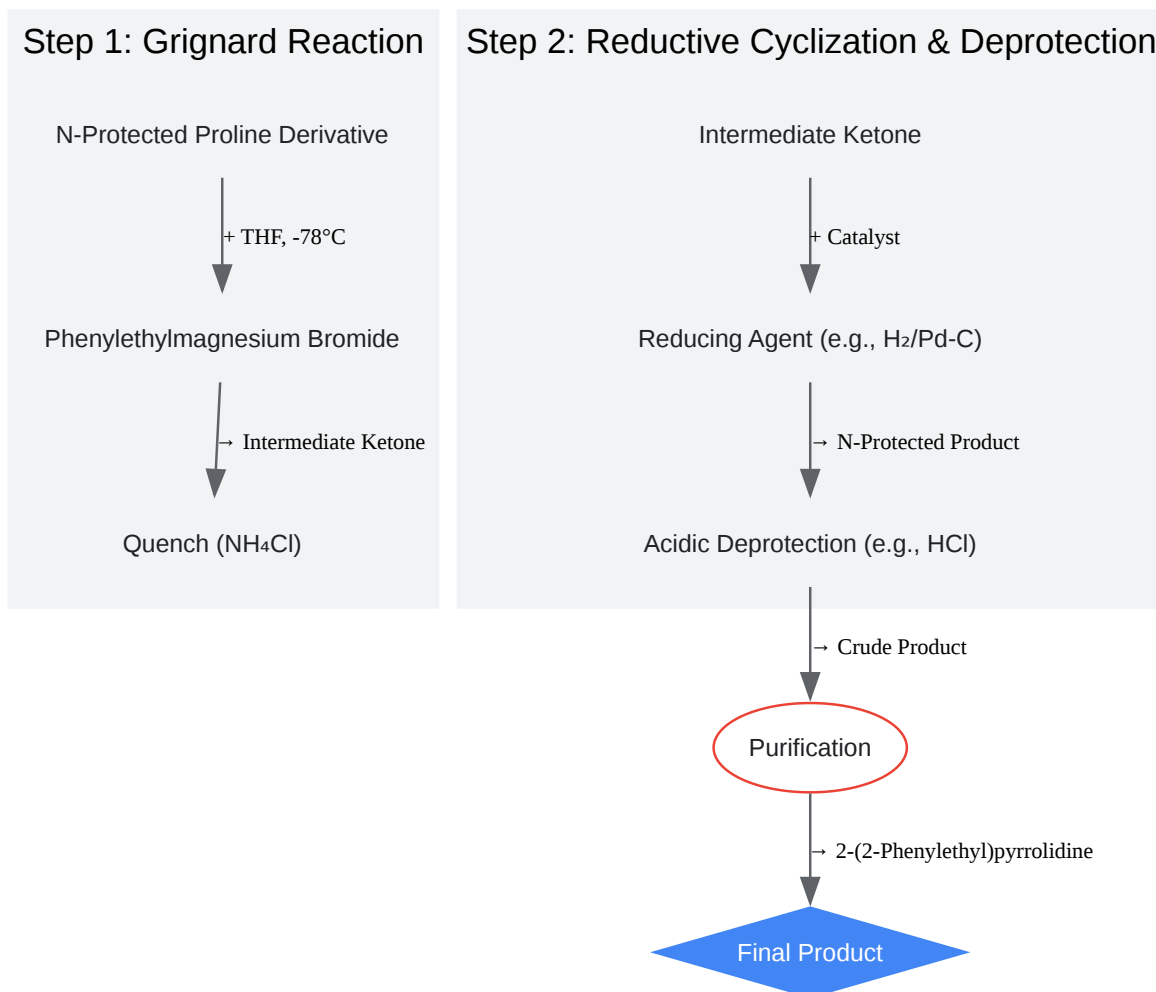 Step 1: Grignard Reaction
N-Protected Proline Derivative
+ THF, -78°C
Phenylethylmagnesium Bromide
→ Intermediate Ketone
Quench (NH₄Cl)
Step 2: Reductive Cyclization & Deprotection
Intermediate Ketone
+ Catalyst
Reducing Agent (e.g., H₂/Pd-C)
→ N-Protected Product
Acidic Deprotection (e.g., HCl)
→ Crude Product
Purification
→ 2-(2-Phenylethyl)pyrrolidine
Final Product